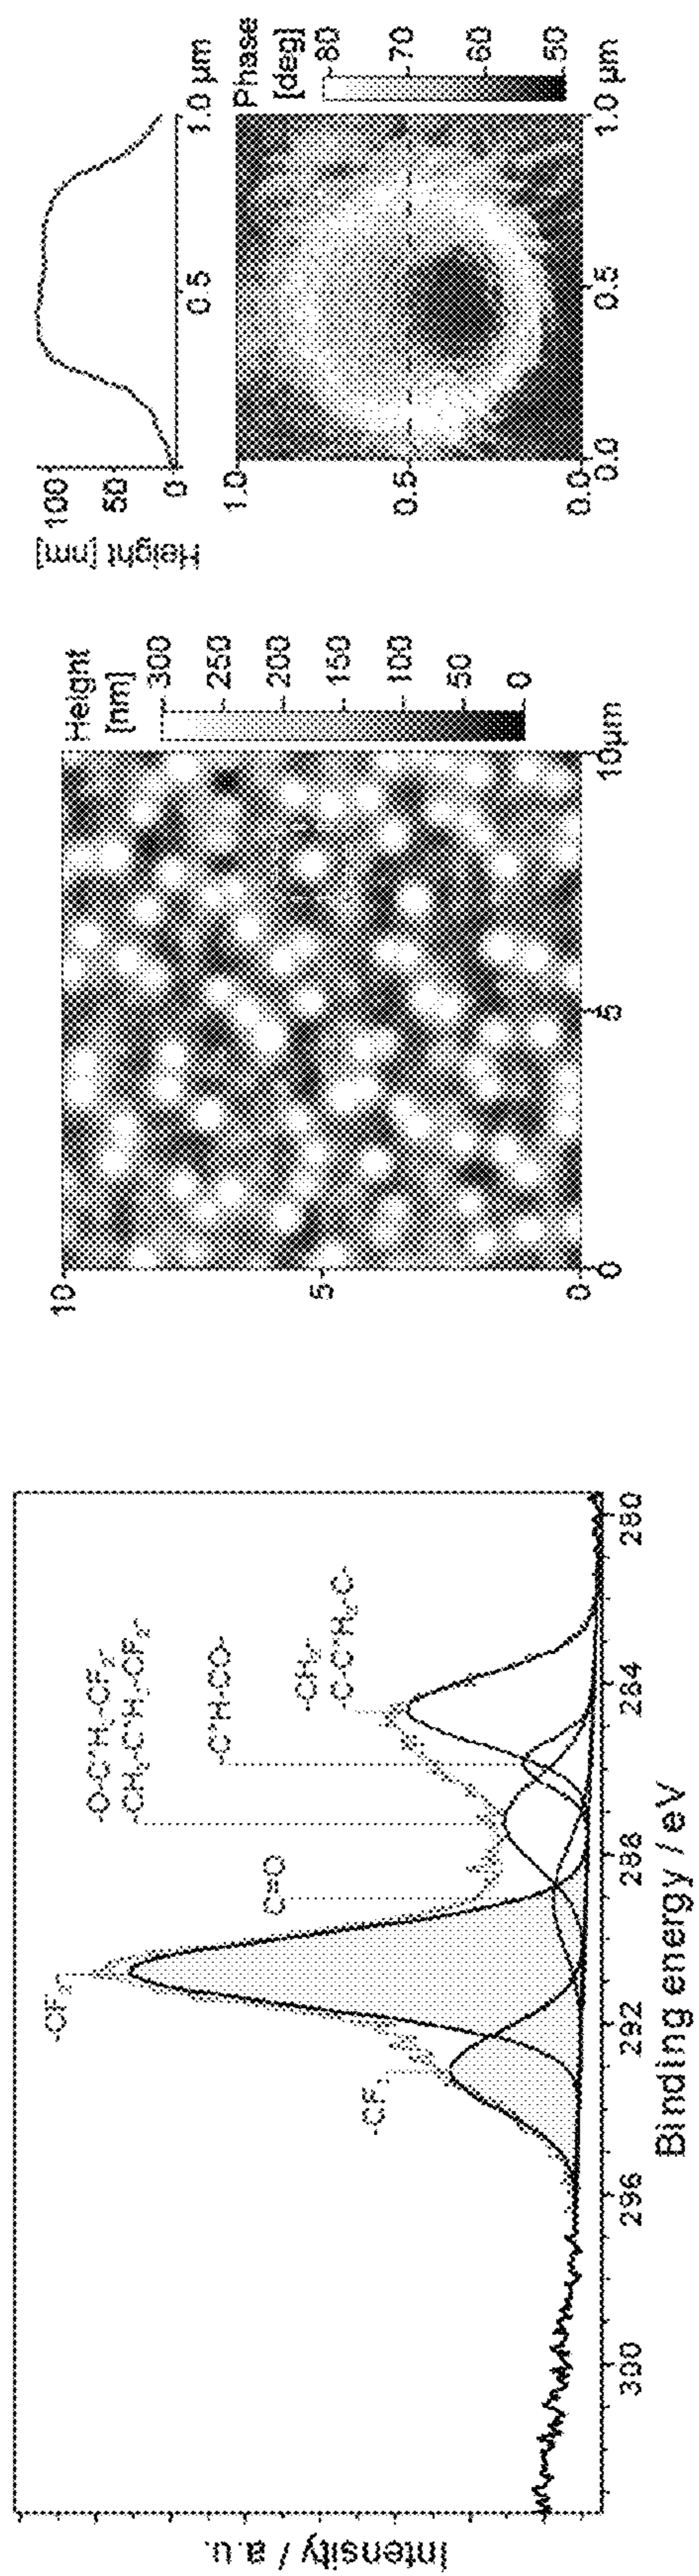 Intensity / a.u.
-CF₂-
-CF₃
C=O
-O-C*H₂-CF₂-
-CH₂-C*H₂-CF₂-
-C*H-CO-
-CH₂-
-O-C*H₂-C-
300
296
292
288
284
280
Binding energy / eV
10
5
0
0
5
10µm
Height
[nm]
300
250
200
150
100
50
0
Height [nm]
100
50
0
0.5
1.0 µm
1.0
0.5
0.0
0.0
0.5
1.0 µm
Phase
[deg]
80
70
60
50